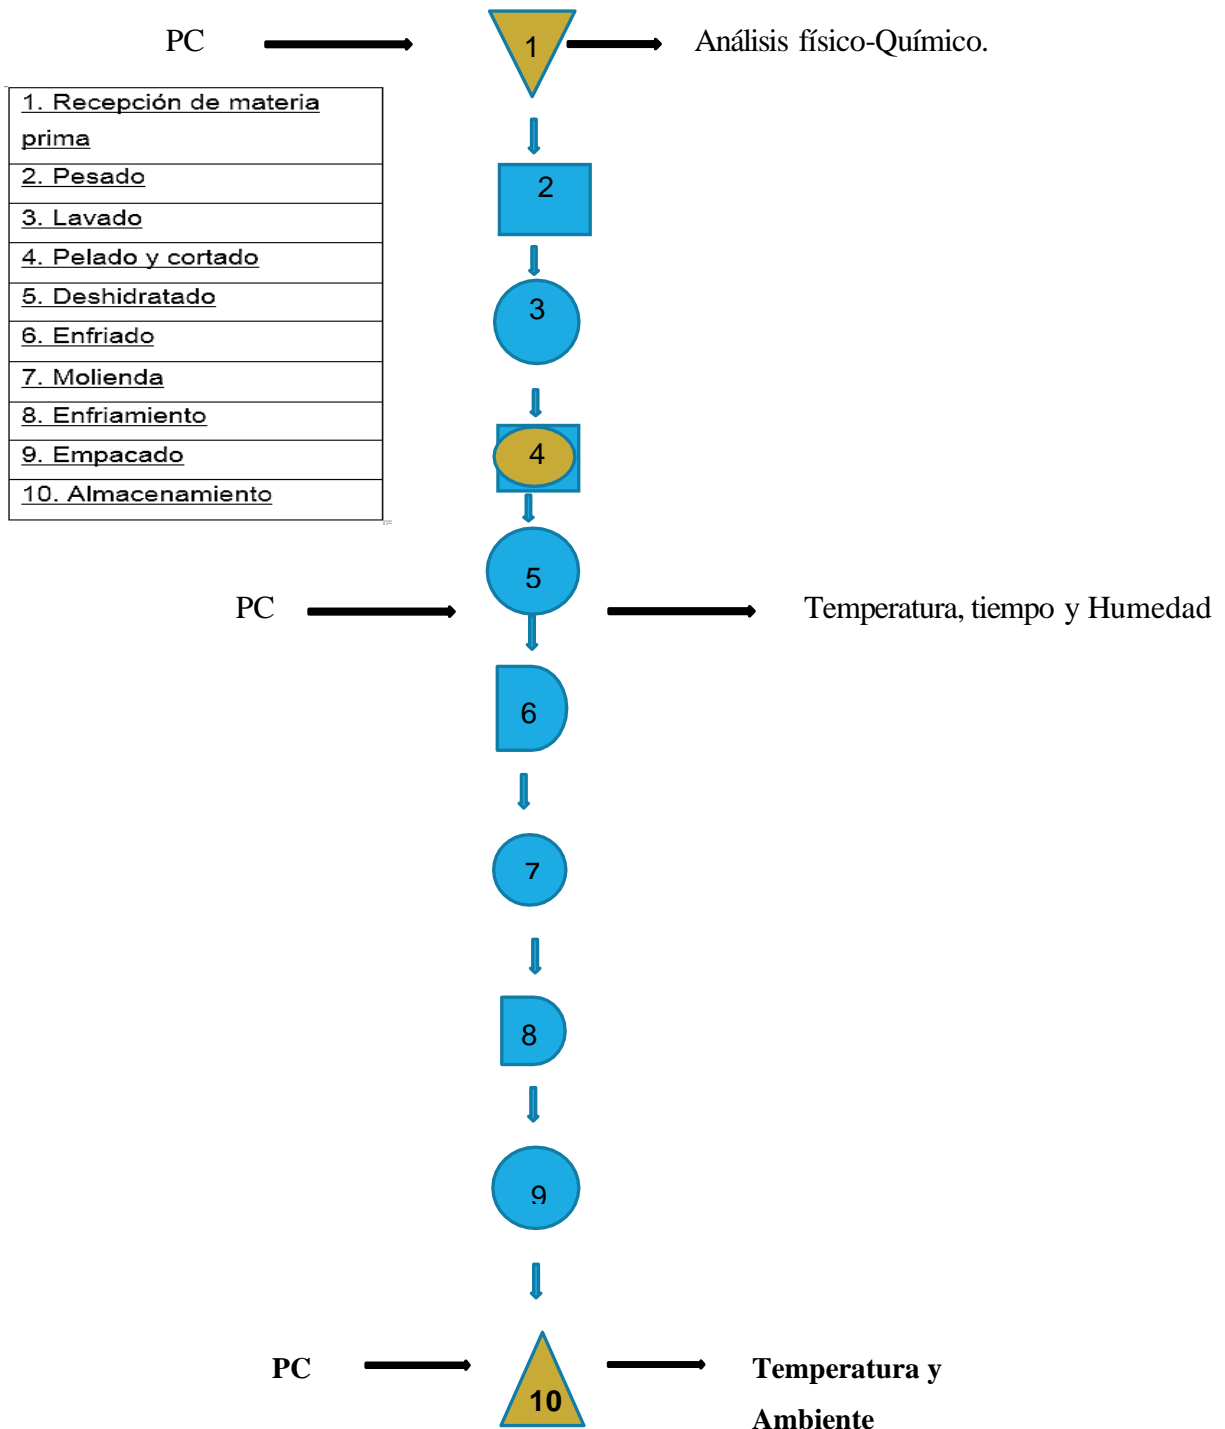 PC
1
Análisis físico-Químico.
1. Recepción de materia
prima
2. Pesado
3. Lavado
4. Pelado y cortado
5. Deshidratado
6. Enfriado
7. Molienda
8. Enfriamiento
9. Empacado
10. Almacenamiento
2
3
4
5
PC
Temperatura, tiempo y Humedad
6
7
8
9
PC
10
Temperatura y
Ambiente